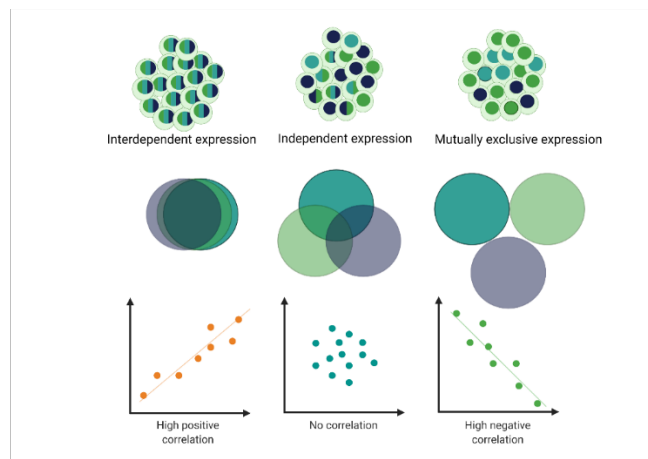 Interdependent expression
Independent expression
Mutually exclusive expression
High positive
correlation
No correlation
High negative
correlation